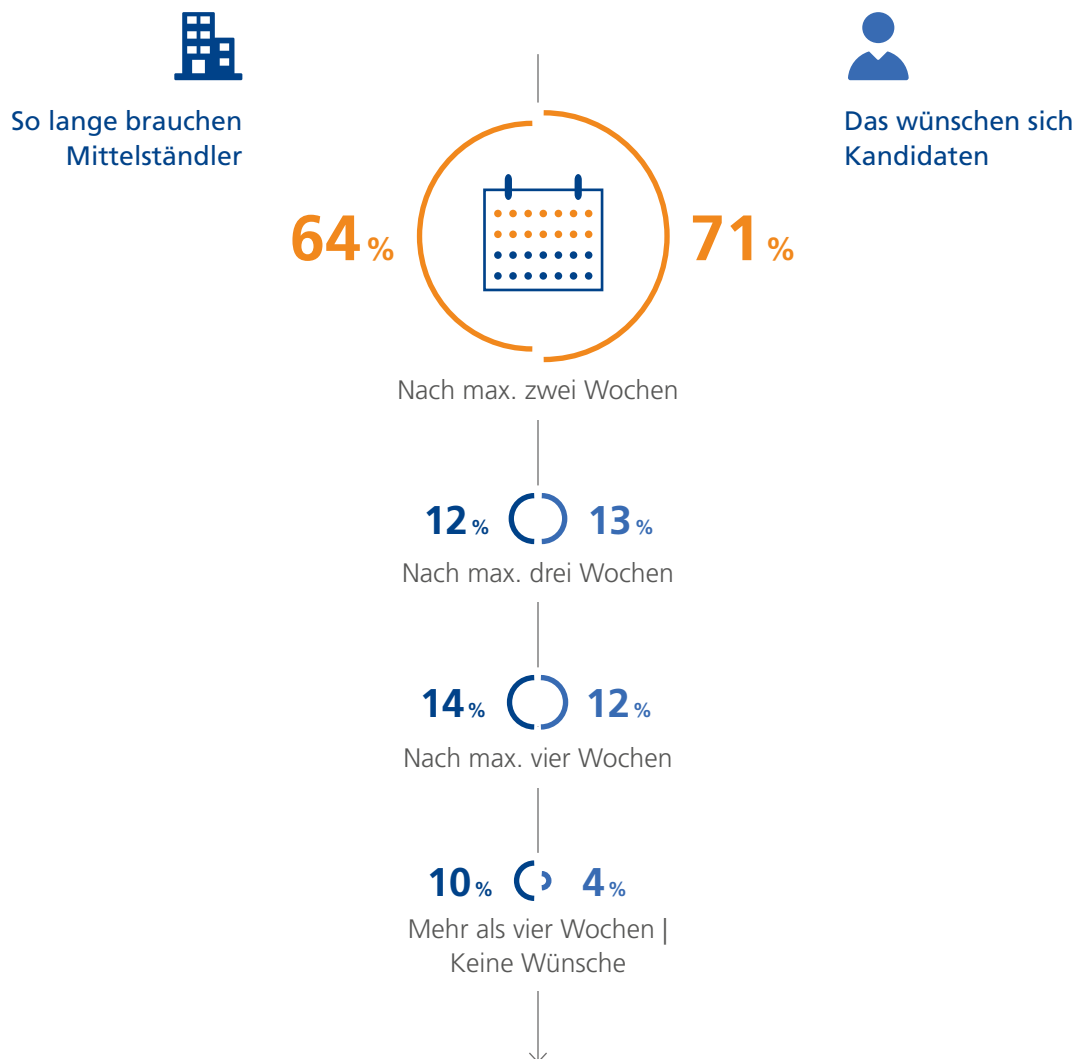 So lange brauchen
Mittelständler
Das wünschen sich
Kandidaten
64 %
71 %
Nach max. zwei Wochen
12 %
13 %
Nach max. drei Wochen
14 %
12 %
Nach max. vier Wochen
10 %
4 %
Mehr als vier Wochen |
Keine Wünsche